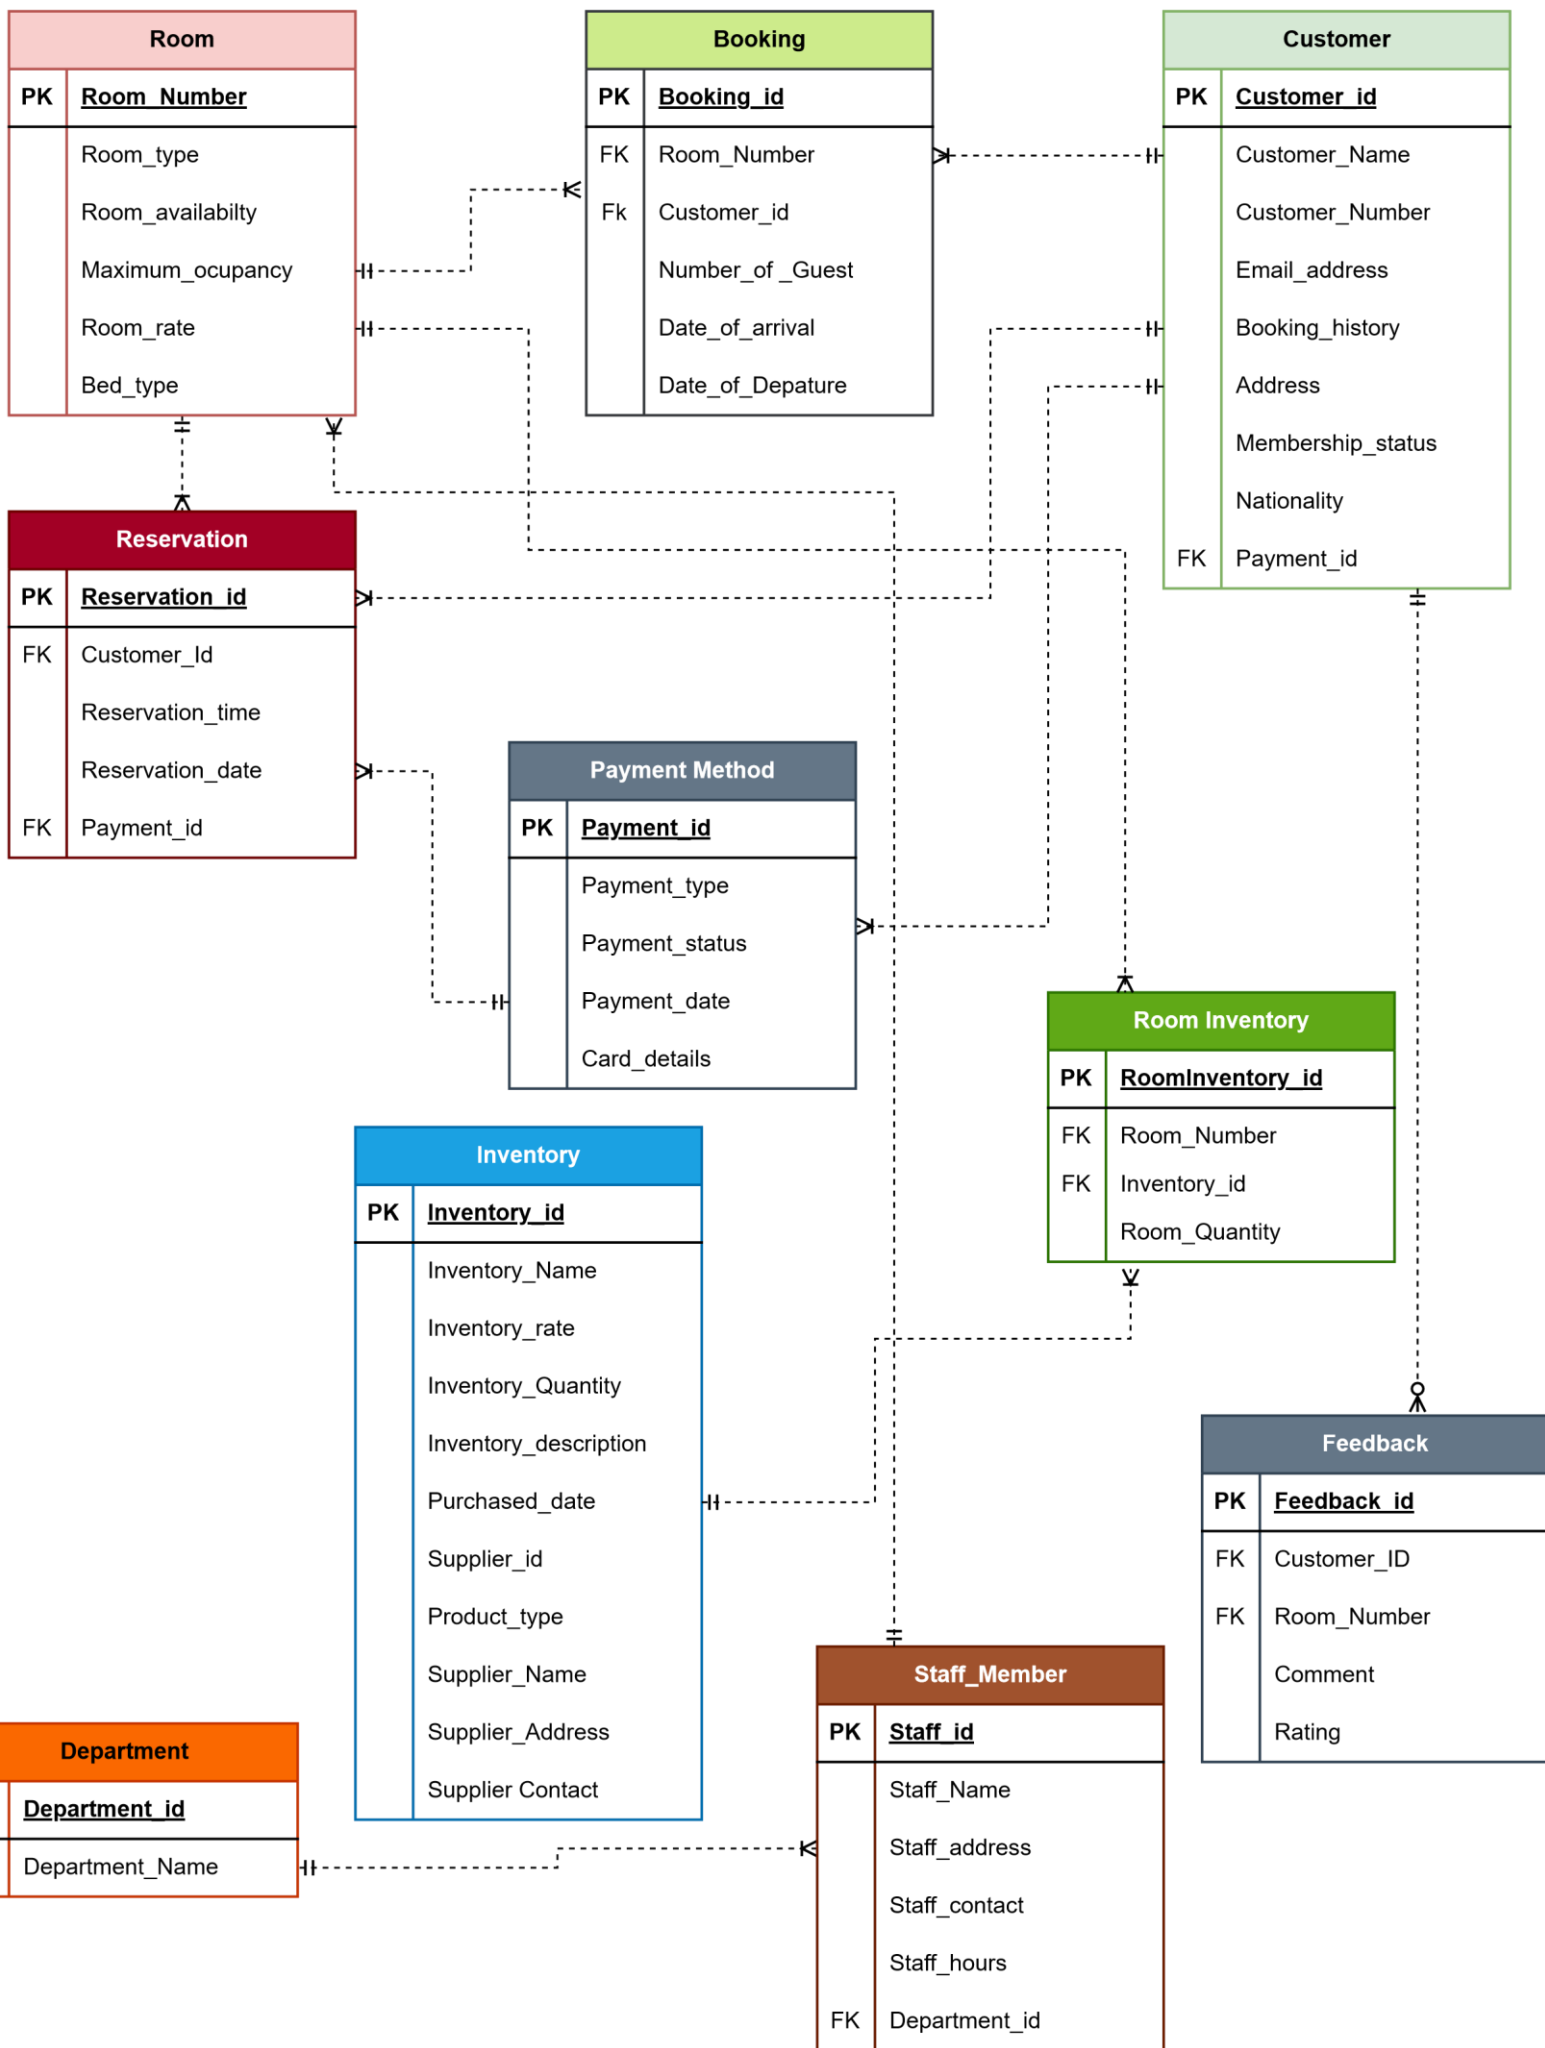 Room
PK Room_Number
Room_type
Room_availabilty
Maximum_ocupancy
Room_rate
Bed_type
Booking
PK Booking_id
FK Room_Number
Fk Customer_id
Number_of _Guest
Date_of_arrival
Date_of_Depature
Customer
PK Customer_id
Customer_Name
Customer_Number
Email_address
Booking_history
Address
Membership_status
Nationality
FK Payment_id
Reservation
PK Reservation_id
FK Customer_Id
Reservation_time
Reservation_date
FK Payment_id
Payment Method
PK Payment_id
Payment_type
Payment_status
Payment_date
Card_details
Room Inventory
PK RoomInventory_id
FK Room_Number
FK Inventory_id
Room_Quantity
Inventory
PK Inventory_id
Inventory_Name
Inventory_rate
Inventory_Quantity
Inventory_description
Purchased_date
Supplier_id
Product_type
Supplier_Name
Supplier_Address
Supplier Contact
Feedback
PK Feedback_id
FK Customer_ID
FK Room_Number
Comment
Rating
Department
Department_id
Department_Name
Staff_Member
PK Staff_id
Staff_Name
Staff_address
Staff_contact
Staff_hours
FK Department_id